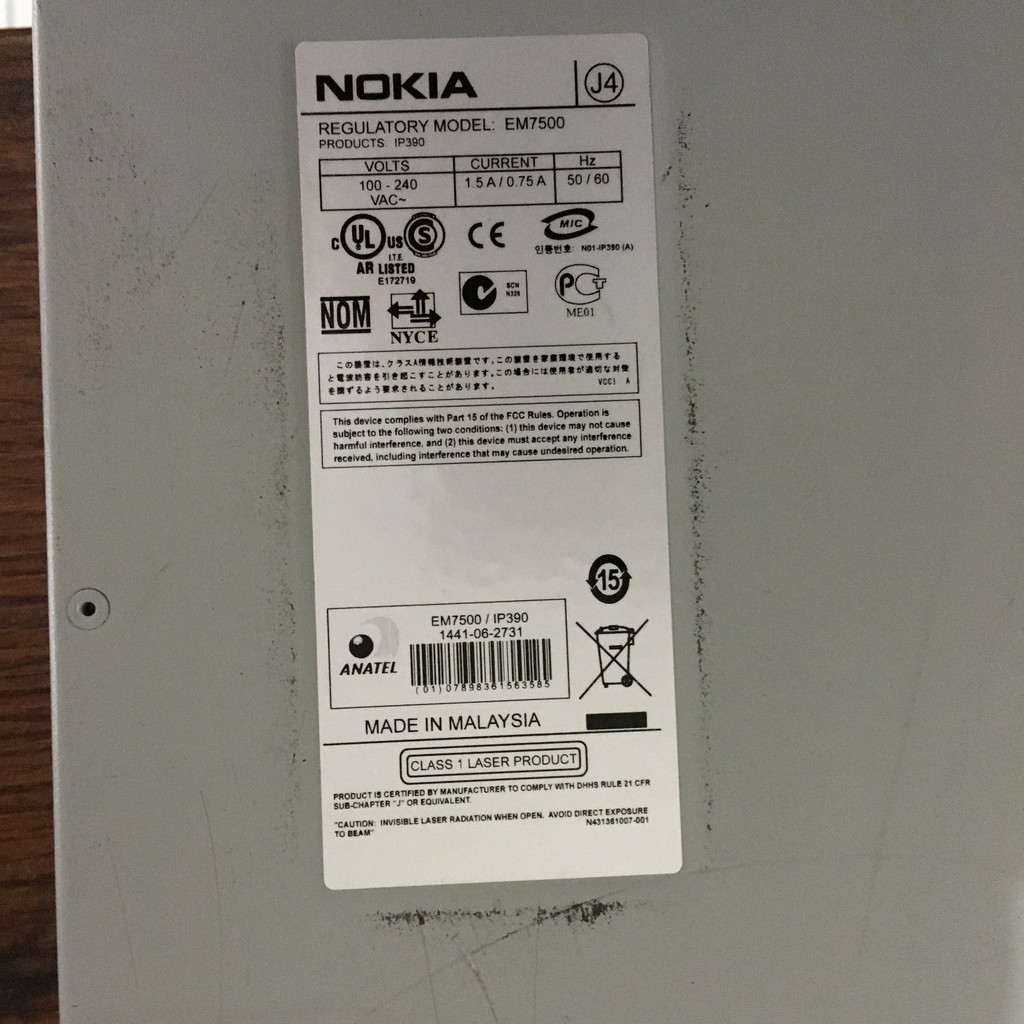 NOKIA
J4
REGULATORY MODEL: EM7500
PRODUCTS IP390
VOLTS CURRENT Hz
100 - 240 1.5 A / 0.75 A 50 / 60
VAC~
C UL US S
I.T.E.
AR LISTED
E172719
CE
MIC
인증번호: N01-IP390 (A)
NOM
NYCE
SCN
N326
PCT
ME01
この装置は、クラスA情報技術装置です。この装置を家庭環境で使用する
と電波妨害を引き起こすことがあります。この場合には使用者が適切な対策
を講ずるよう要求されることがあります。
VCCI A
This device complies with Part 15 of the FCC Rules. Operation is
subject to the following two conditions: (1) this device may not cause
harmful interference, and (2) this device must accept any interference
received, including interference that may cause undesired operation.
15
EM7500 / IP390
1441-06-2731
ANATEL
(01)07898361563585
MADE IN MALAYSIA
CLASS 1 LASER PRODUCT
PRODUCT IS CERTIFIED BY MANUFACTURER TO COMPLY WITH DHHS RULE 21 CFR
SUB-CHAPTER "J" OR EQUIVALENT.
"CAUTION: INVISIBLE LASER RADIATION WHEN OPEN. AVOID DIRECT EXPOSURE
TO BEAM"
N431361007-001